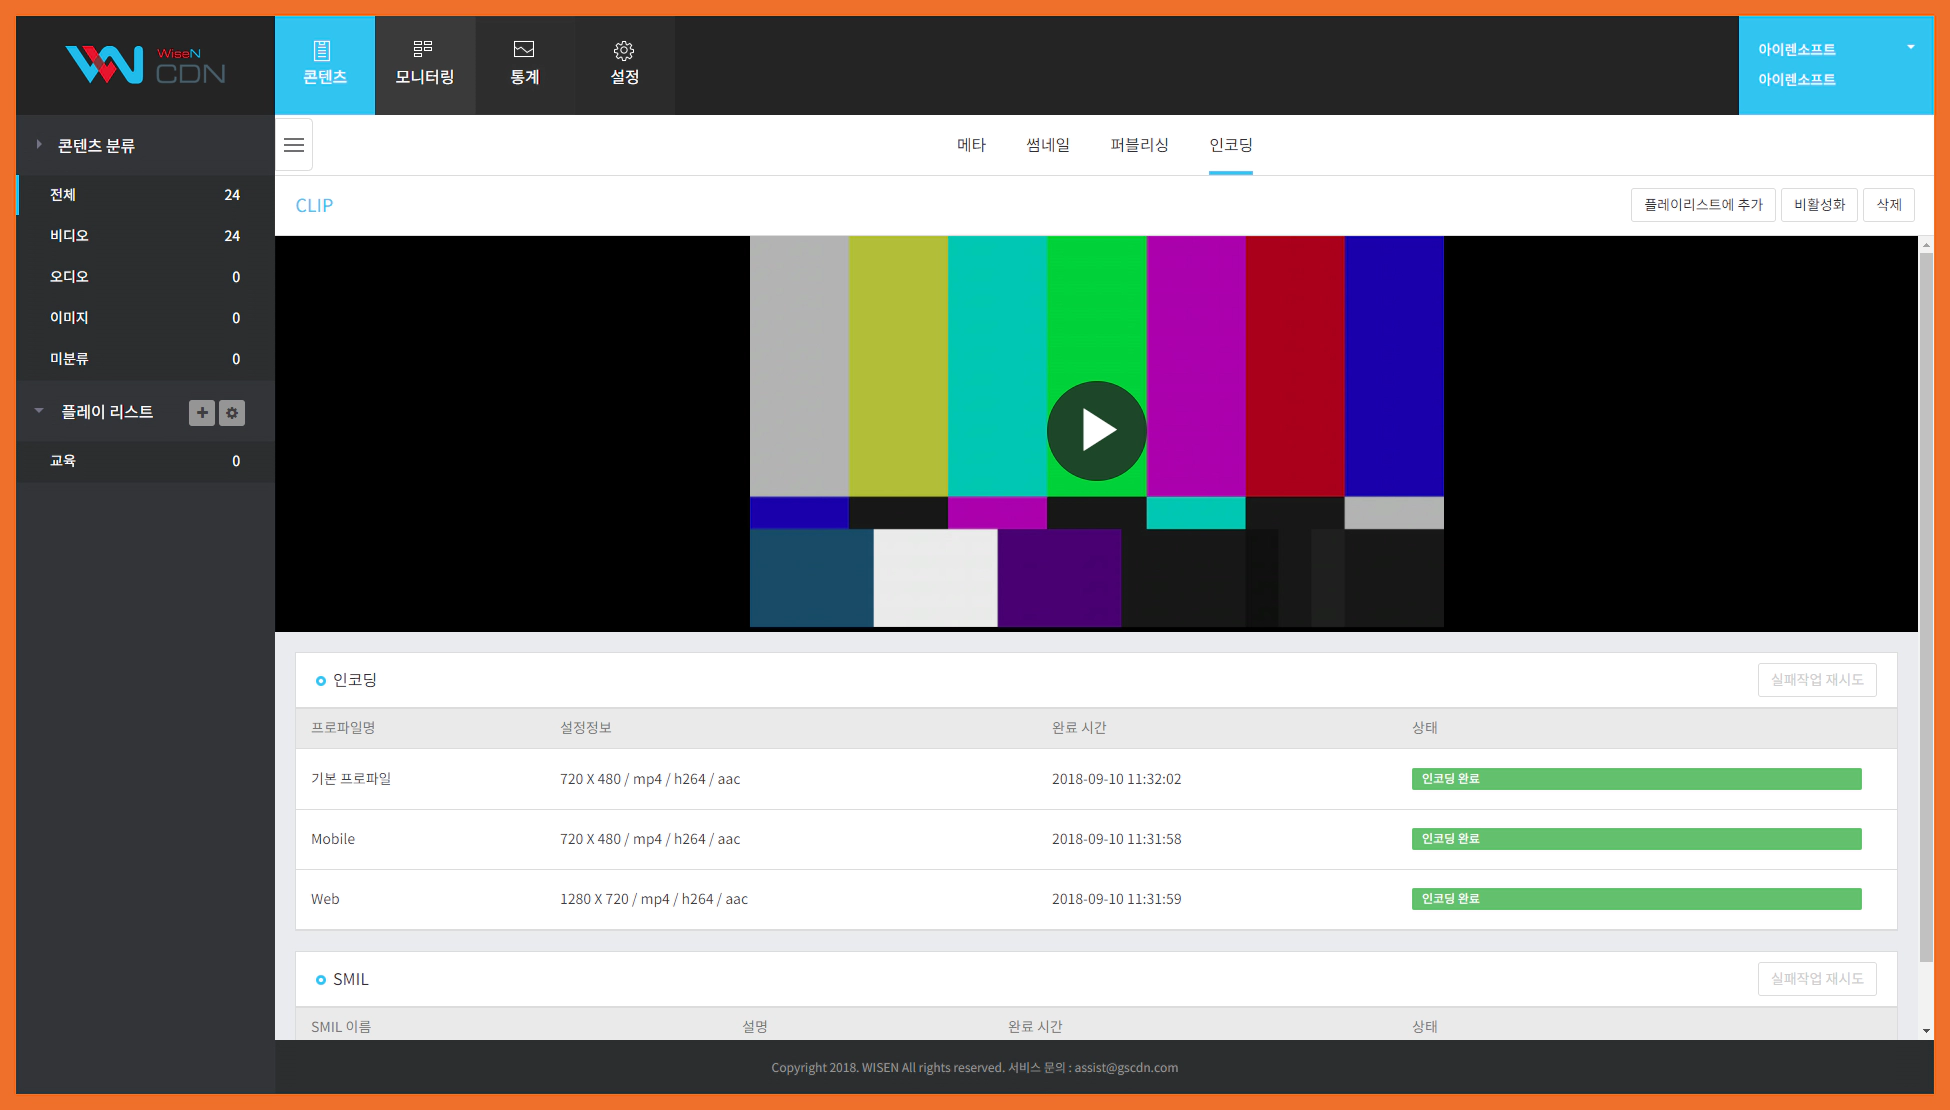 WiseN
CDN
콘텐츠
모니터링
통계
설정
아이렌소프트
아이렌소프트
콘텐츠 분류
전체 24
비디오 24
오디오 0
이미지 0
미분류 0
플레이 리스트
교육 0
메타 썸네일 퍼블리싱 인코딩
CLIP
플레이리스트에 추가 비활성화 삭제
인코딩
실패작업 재시도
프로파일명 설정정보 완료 시간 상태
기본 프로파일 720 X 480 / mp4 / h264 / aac 2018-09-10 11:32:02 인코딩 완료
Mobile 720 X 480 / mp4 / h264 / aac 2018-09-10 11:31:58 인코딩 완료
Web 1280 X 720 / mp4 / h264 / aac 2018-09-10 11:31:59 인코딩 완료
SMIL
실패작업 재시도
SMIL 이름 설명 완료 시간 상태
Copyright 2018. WISEN All rights reserved. 서비스 문의 : assist@gscdn.com